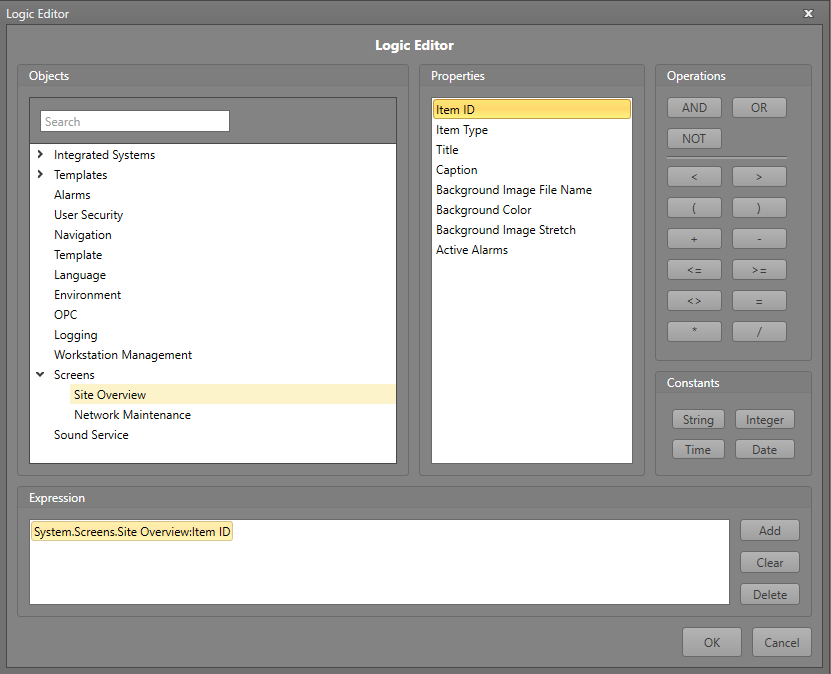 Logic Editor
Logic Editor
Objects
Search
Integrated Systems
Templates
Alarms
User Security
Navigation
Template
Language
Environment
OPC
Logging
Workstation Management
Screens
Site Overview
Network Maintenance
Sound Service
Properties
Item ID
Item Type
Title
Caption
Background Image File Name
Background Color
Background Image Stretch
Active Alarms
Operations
AND OR
NOT
< >
( )
+ -
<= >=
<> =
* /
Constants
String Integer
Time Date
Expression
System.Screens.Site Overview:Item ID
Add
Clear
Delete
OK Cancel